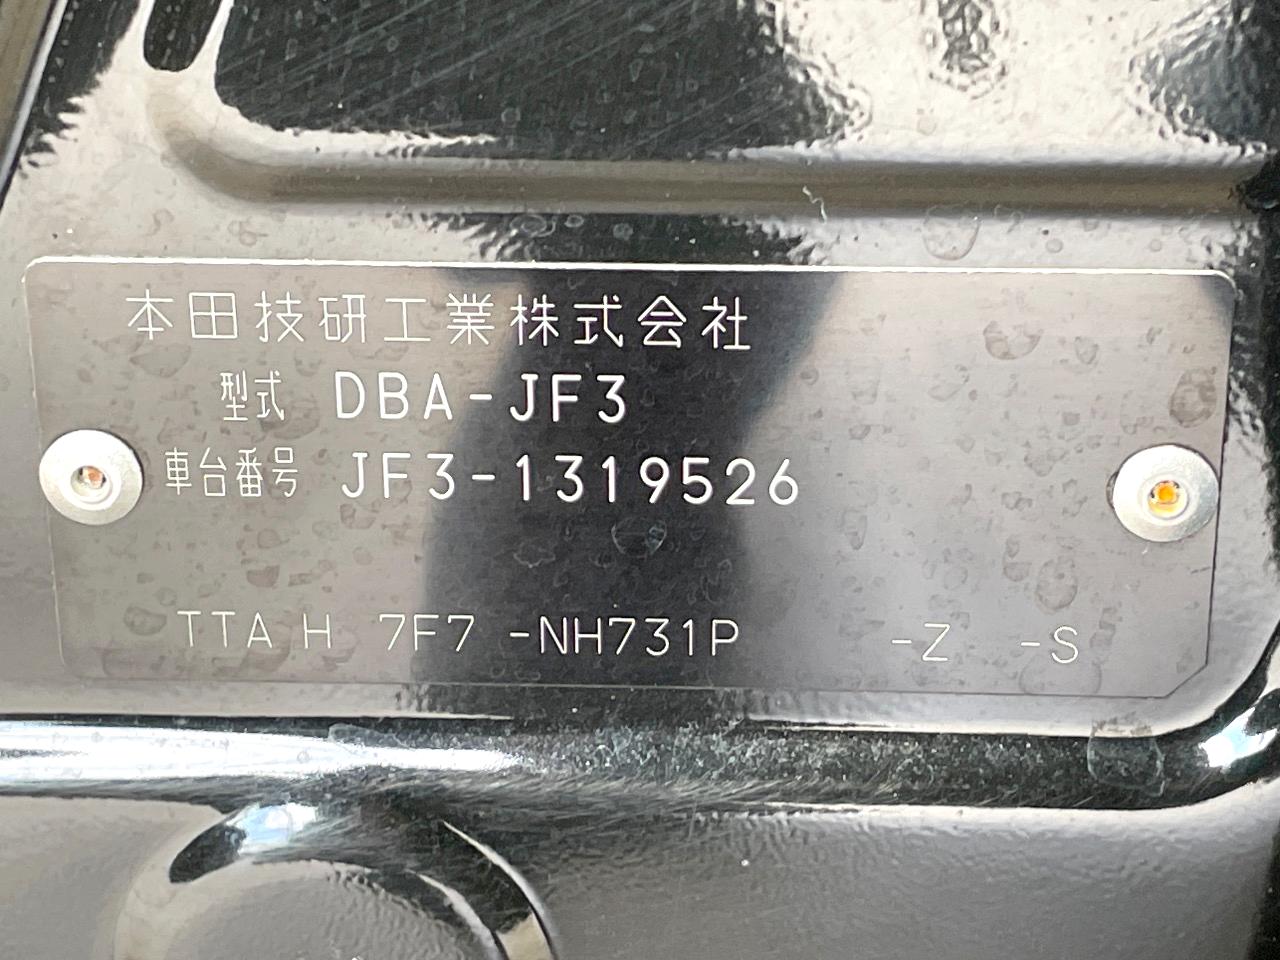 本田技研工業株式会社
型式 DBA-JF3
車台番号 JF3-1319526
TTA H 7F7 -NH731P -Z -S